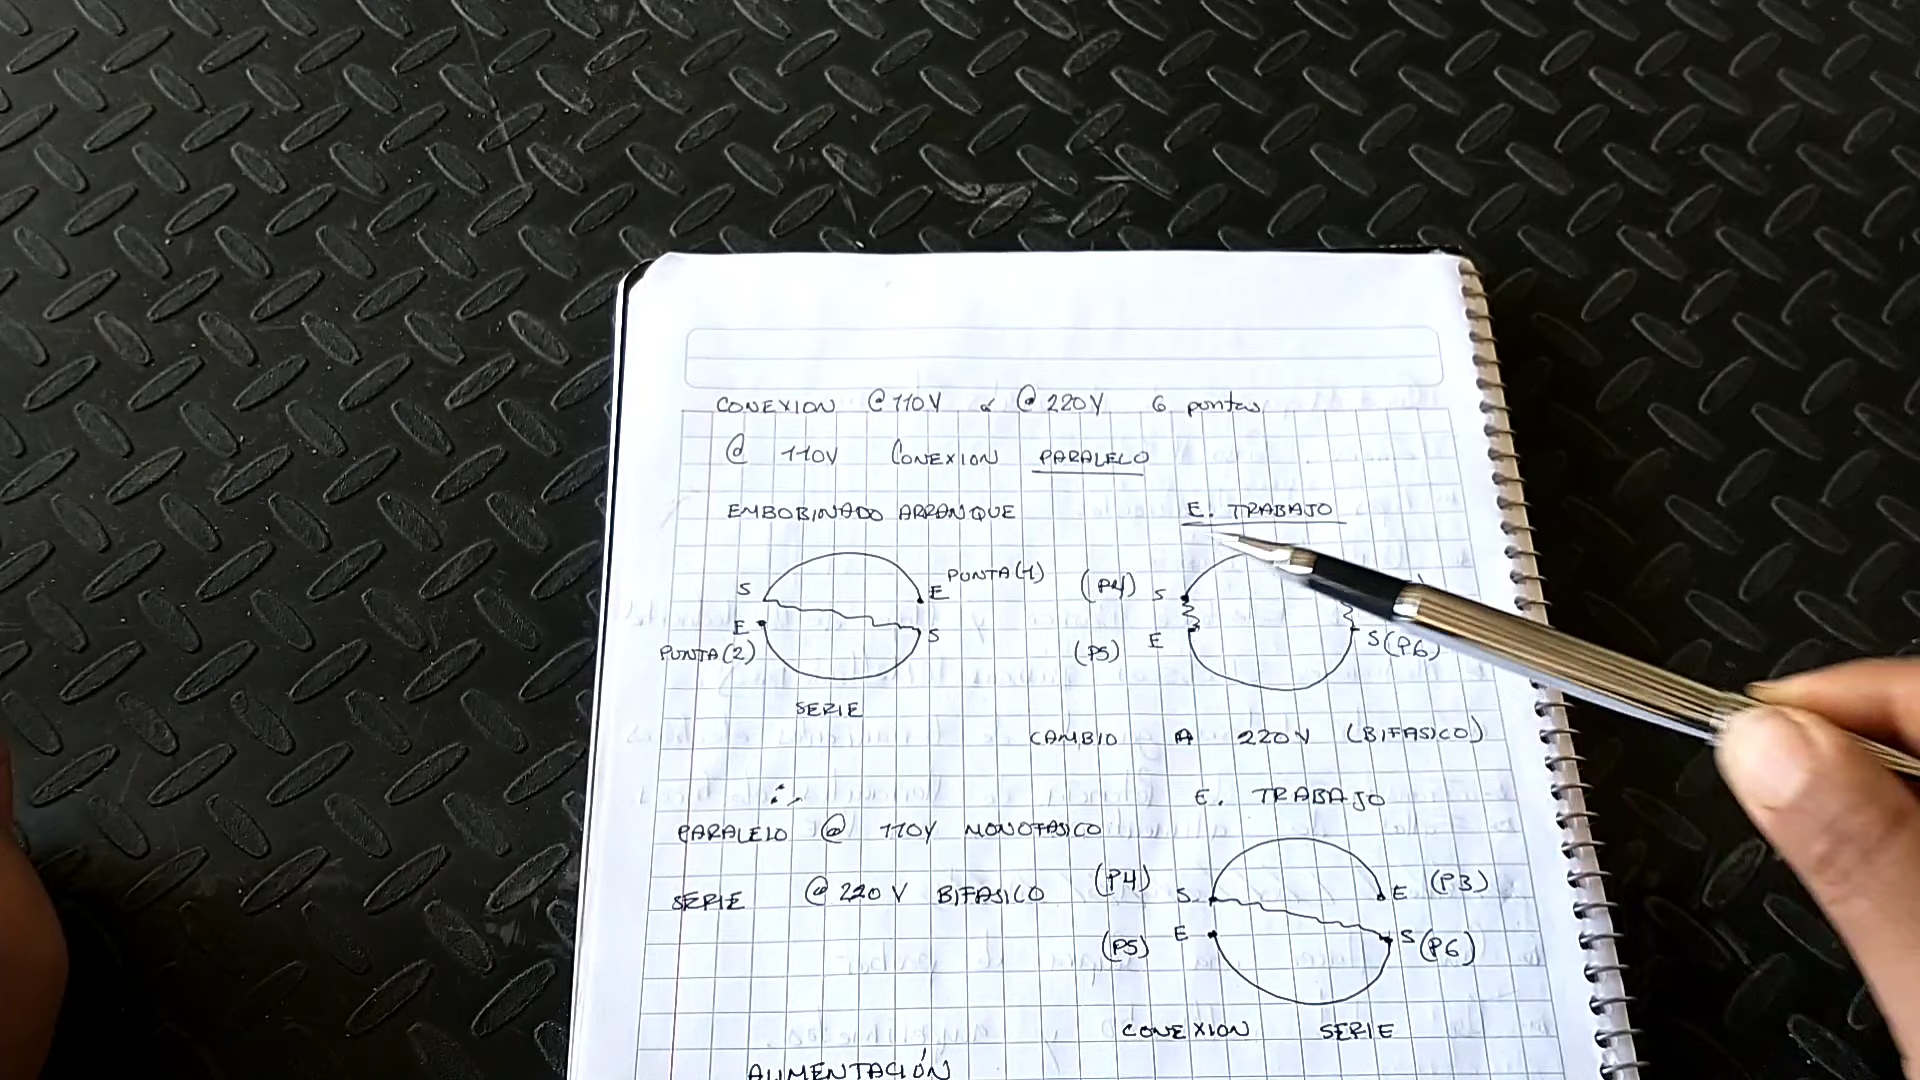 CONEXION @ 110V & @ 220V 6 puntas
@ 110V CONEXION PARALELO
EMBOBINADO ARRANQUE
E. TRABAJO
S E PUNTA(1)
E S
PUNTA(2)
SERIE
(P4) S
(P5) E S(P6)
CAMBIO A 220V (BIFASICO)
E. TRABAJO
PARALELO @ 110V MONOFASICO
SERIE @ 220V BIFASICO
(P4) S E (P3)
(P5) E S (P6)
CONEXION SERIE
ALIMENTACIÓN